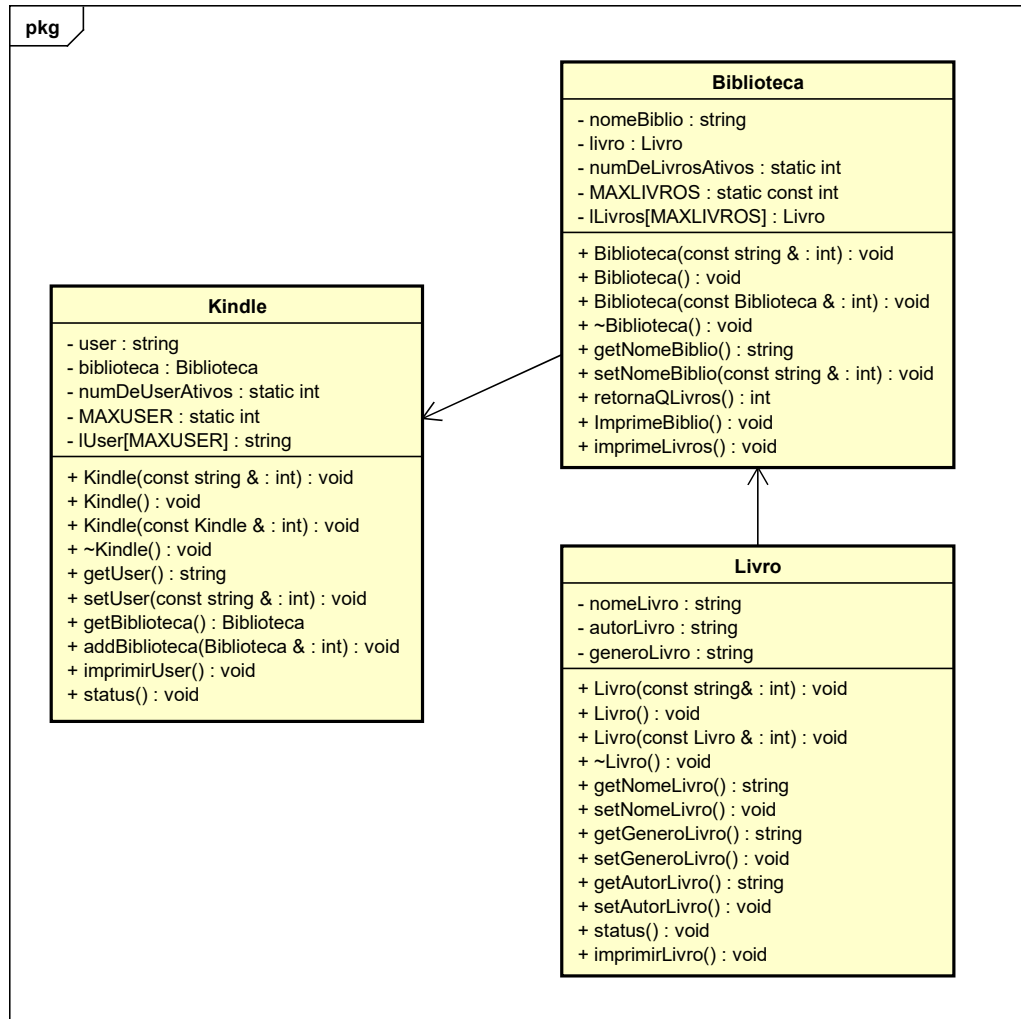 pkg
Biblioteca
- nomeBiblio : string
- livro : Livro
- numDeLivrosAtivos : static int
- MAXLIVROS : static const int
- lLivros[MAXLIVROS] : Livro
+ Biblioteca(const string & : int) : void
+ Biblioteca() : void
+ Biblioteca(const Biblioteca & : int) : void
+ ~Biblioteca() : void
+ getNomeBiblio() : string
+ setNomeBiblio(const string & : int) : void
+ retornaQLivros() : int
+ ImprimeBiblio() : void
+ imprimeLivros() : void
Kindle
- user : string
- biblioteca : Biblioteca
- numDeUserAtivos : static int
- MAXUSER : static int
- lUser[MAXUSER] : string
+ Kindle(const string & : int) : void
+ Kindle() : void
+ Kindle(const Kindle & : int) : void
+ ~Kindle() : void
+ getUser() : string
+ setUser(const string & : int) : void
+ getBiblioteca() : Biblioteca
+ addBiblioteca(Biblioteca & : int) : void
+ imprimirUser() : void
+ status() : void
Livro
- nomeLivro : string
- autorLivro : string
- generoLivro : string
+ Livro(const string& : int) : void
+ Livro() : void
+ Livro(const Livro & : int) : void
+ ~Livro() : void
+ getNomeLivro() : string
+ setNomeLivro() : void
+ getGeneroLivro() : string
+ setGeneroLivro() : void
+ getAutorLivro() : string
+ setAutorLivro() : void
+ status() : void
+ imprimirLivro() : void